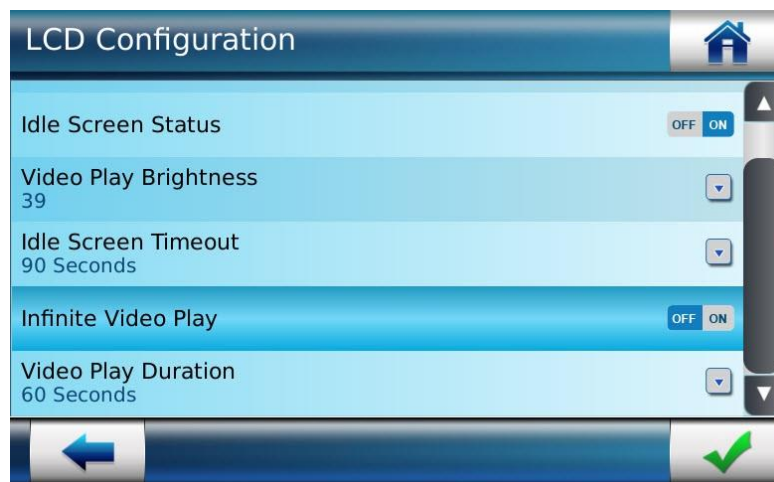 LCD Configuration
Idle Screen Status
OFF ON
Video Play Brightness
39
Idle Screen Timeout
90 Seconds
Infinite Video Play
OFF ON
Video Play Duration
60 Seconds